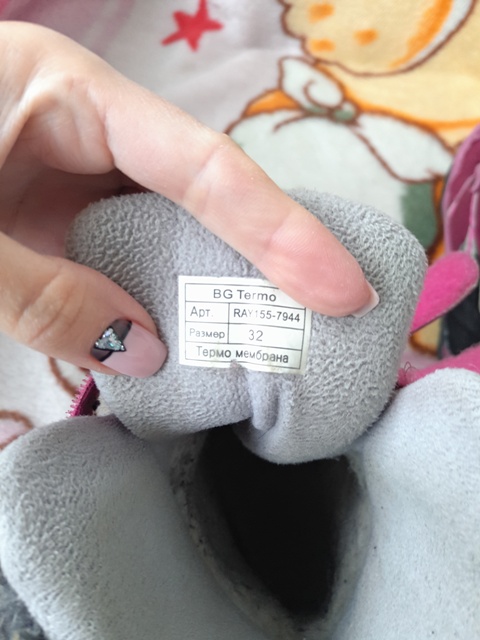 BG Termo
Арт. RAY155-7944
Размер 32
Термо мембрана